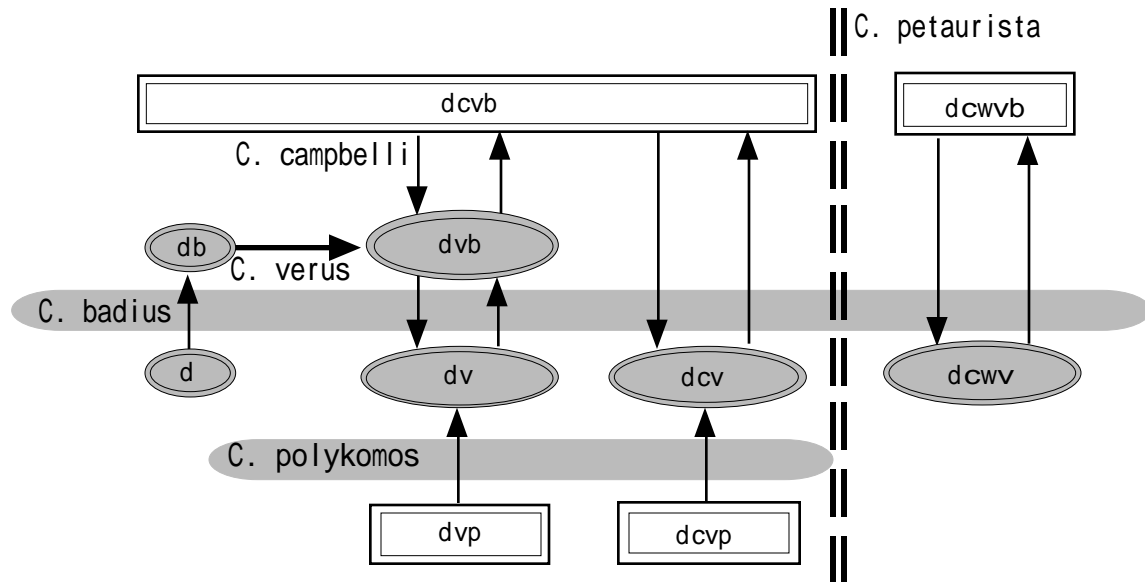 C. petaurista
dcvb
dcwvb
C. campbelli
db
dvb
C. verus
C. badius
d
dv
dcv
dcwv
C. polykomos
dvp
dcvp